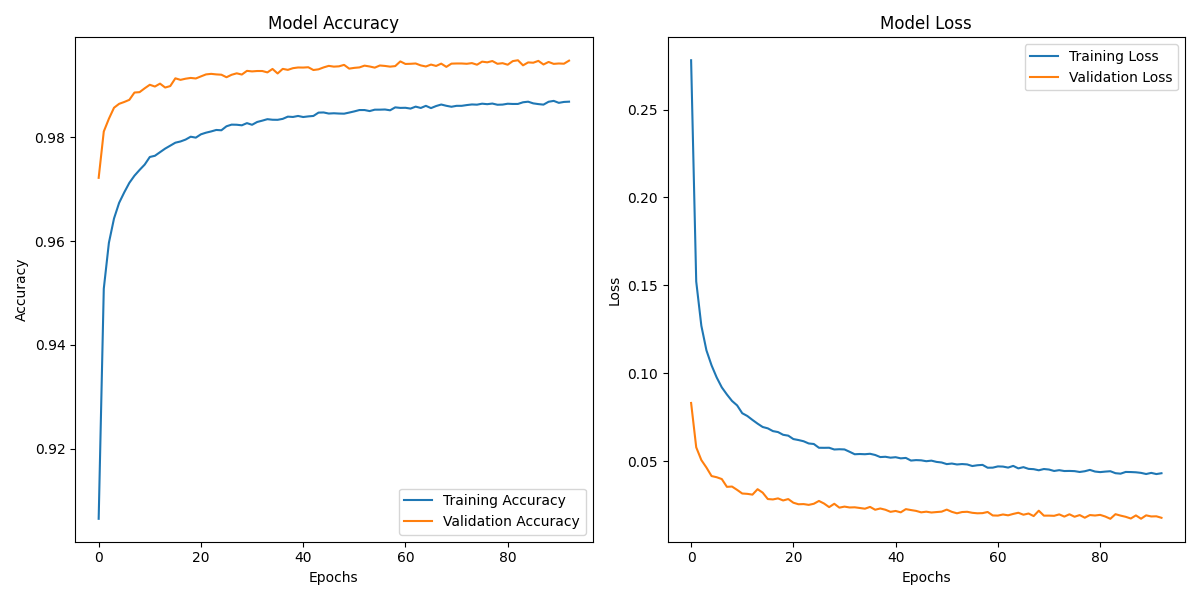 Model Accuracy
Accuracy
0.98
0.96
0.94
0.92
0
20
40
60
80
Epochs
Training Accuracy
Validation Accuracy
Model Loss
Loss
0.25
0.20
0.15
0.10
0.05
0
20
40
60
80
Epochs
Training Loss
Validation Loss